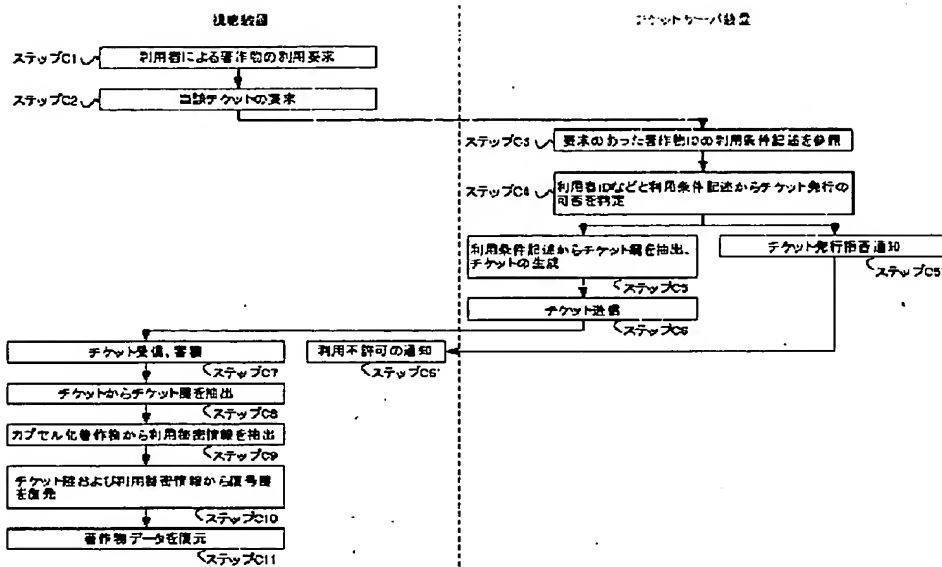 視聴装置
チケットサーバ装置
ステップC1
利用者による著作物の利用要求
ステップC2
当該チケットの要求
ステップC3
要求のあった著作物IDの利用条件記述を参照
ステップC4
利用者IDなどと利用条件記述からチケット発行の
可否を判定
利用条件記述からチケット鍵を抽出、
チケットの生成
ステップC5
チケット発行拒否通知
ステップC5'
チケット送信
ステップC6
チケット受信、蓄積
ステップC7
利用不許可の通知
ステップC6'
チケットからチケット鍵を抽出
ステップC8
カプセル化著作物から利用秘密情報を抽出
ステップC9
チケット鍵および利用秘密情報から復号鍵
を復元
ステップC10
著作物データを復元
ステップC11